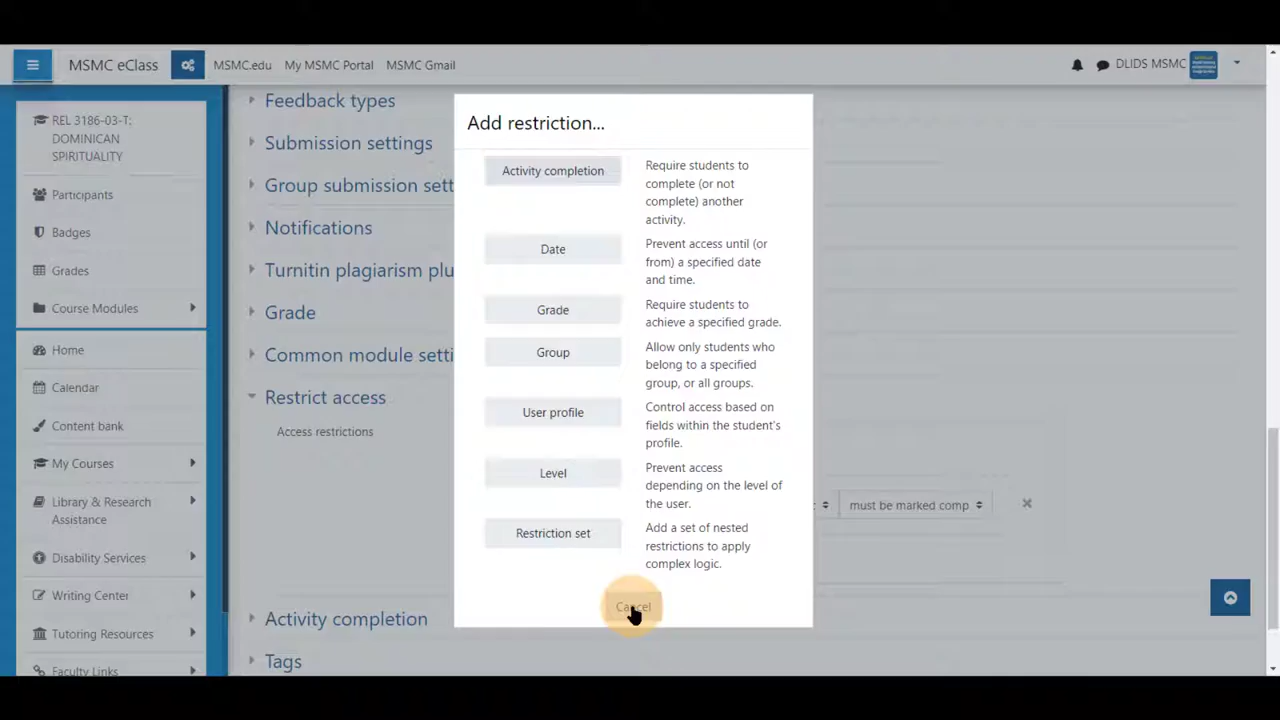 MSMC eClass
MSMC.edu
My MSMC Portal
MSMC Gmail
DLIDS MSMC
REL 3186-03-T:
DOMINICAN
SPIRITUALITY
Participants
Badges
Grades
Course Modules
Home
Calendar
Content bank
My Courses
Library & Research
Assistance
Disability Services
Writing Center
Tutoring Resources
Faculty Links
Feedback types
Submission settings
Group submission sett
Notifications
Turnitin plagiarism plu
Grade
Common module setti
Restrict access
Access restrictions
must be marked comp
Activity completion
Tags
Add restriction...
Activity completion
Require students to
complete (or not
complete) another
activity.
Date
Prevent access until (or
from) a specified date
and time.
Grade
Require students to
achieve a specified grade.
Group
Allow only students who
belong to a specified
group, or all groups.
User profile
Control access based on
fields within the student's
profile.
Level
Prevent access
depending on the level of
the user.
Restriction set
Add a set of nested
restrictions to apply
complex logic.
Cancel